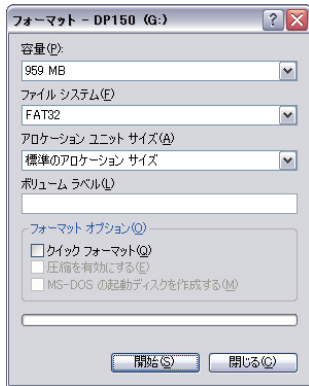 フォーマット - DP150 (G:)
容量(P):
959 MB
ファイル システム(F)
FAT32
アロケーション ユニット サイズ(A)
標準のアロケーション サイズ
ボリューム ラベル(L)
フォーマット オプション(O)
クイック フォーマット(Q)
圧縮を有効にする(E)
MS-DOS の起動ディスクを作成する(M)
開始(S)
閉じる(C)